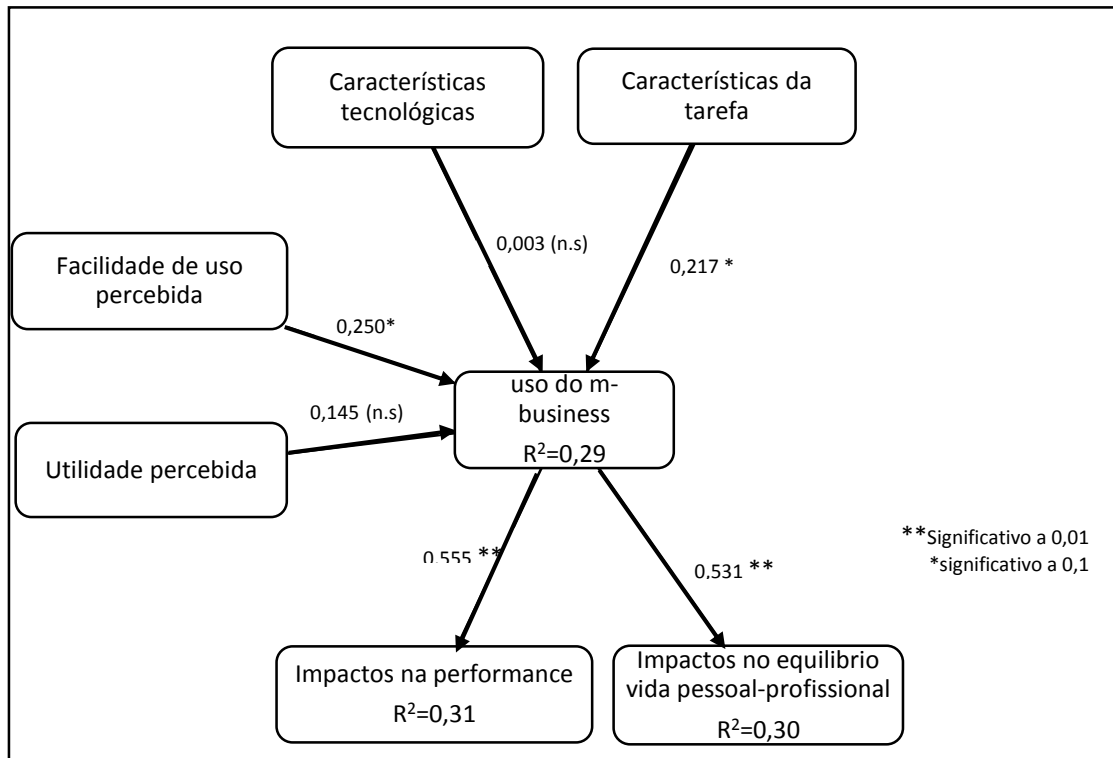 Características
tecnológicas
Características da
tarefa
0,003 (n.s)
0,217 *
Facilidade de uso
percebida
0,250*
uso do m-
business
R²=0,29
0,145 (n.s)
Utilidade percebida
**Significativo a 0,01
*significativo a 0,1
0,555 **
0,531 **
Impactos na performance
R²=0,31
Impactos no equilibrio
vida pessoal-profissional
R²=0,30